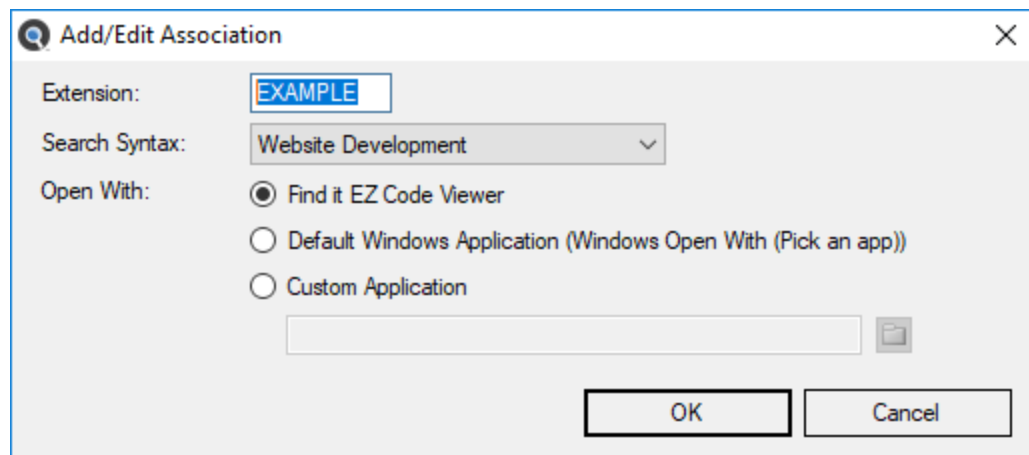 Add/Edit Association
Extension: EXAMPLE
Search Syntax: Website Development
Open With: Find it EZ Code Viewer
Default Windows Application (Windows Open With (Pick an app))
Custom Application
OK Cancel